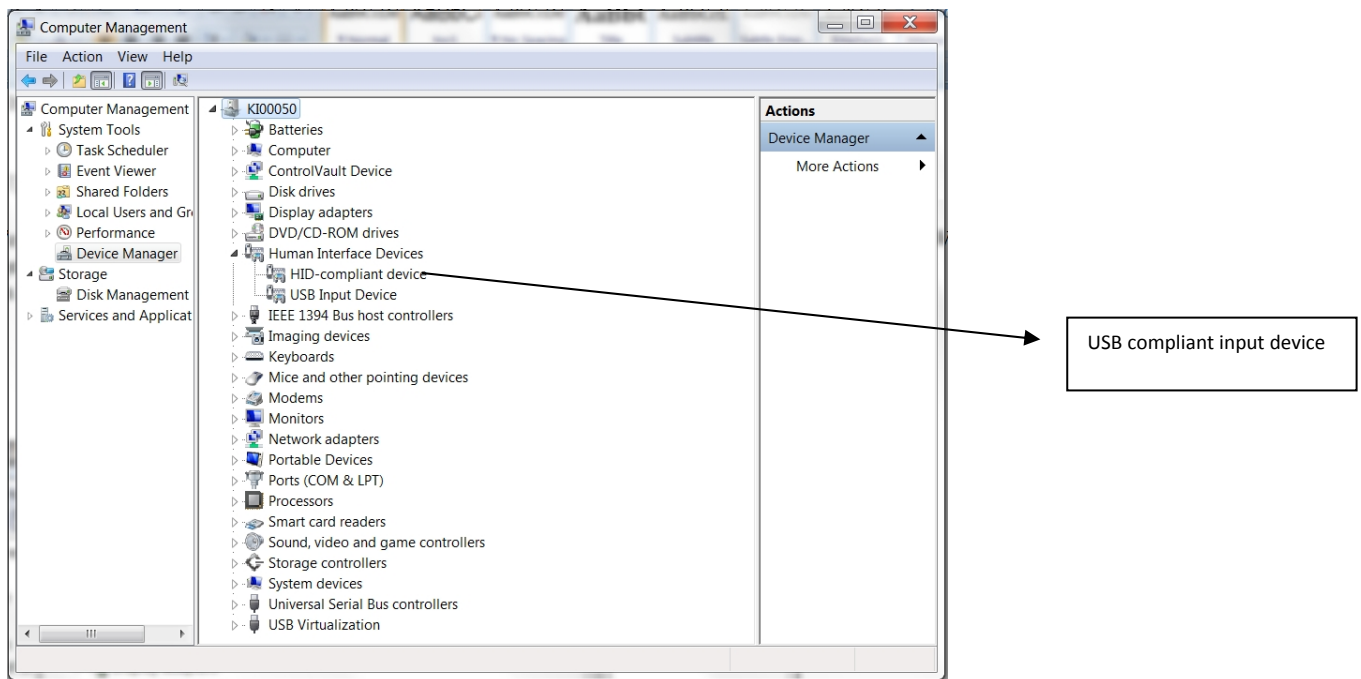 Computer Management
File Action View Help
Computer Management
System Tools
Task Scheduler
Event Viewer
Shared Folders
Local Users and Gr
Performance
Device Manager
Storage
Disk Management
Services and Applicat
KI00050
Batteries
Computer
ControlVault Device
Disk drives
Display adapters
DVD/CD-ROM drives
Human Interface Devices
HID-compliant device
USB Input Device
IEEE 1394 Bus host controllers
Imaging devices
Keyboards
Mice and other pointing devices
Modems
Monitors
Network adapters
Portable Devices
Ports (COM & LPT)
Processors
Smart card readers
Sound, video and game controllers
Storage controllers
System devices
Universal Serial Bus controllers
USB Virtualization
Actions
Device Manager
More Actions
USB compliant input device